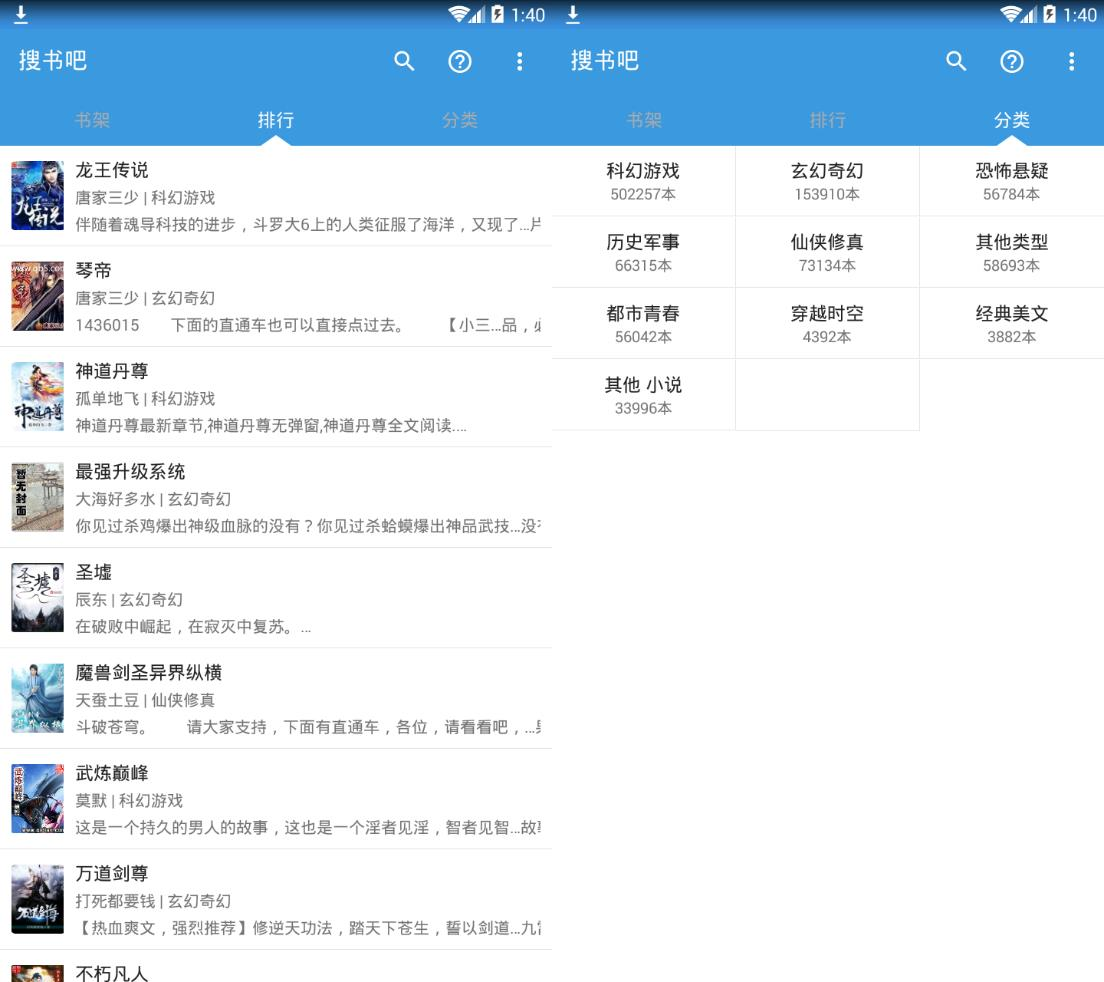 1:40
搜书吧
书架
排行
分类
龙王传说
唐家三少 | 科幻游戏
伴随着魂导科技的进步，斗罗大6上的人类征服了海洋，又现了...片
琴帝
唐家三少 | 玄幻奇幻
1436015 下面的直通车也可以直接点过去。 【小三...品，
神道丹尊
孤单地飞 | 科幻游戏
神道丹尊最新章节,神道丹尊无弹窗,神道丹尊全文阅读....
暂无封面
最强升级系统
大海好多水 | 玄幻奇幻
你见过杀鸡爆出神级血脉的没有？你见过杀蛤蟆爆出神品武技...没
圣墟
辰东 | 玄幻奇幻
在破败中崛起，在寂灭中复苏。...
魔兽剑圣异界纵横
天蚕土豆 | 仙侠修真
斗破苍穹。 请大家支持，下面有直通车，各位，请看看吧，...
武炼巅峰
莫默 | 科幻游戏
这是一个持久的男人的故事，这也是一个淫者见淫，智者见智...故
万道剑尊
打死都要钱 | 玄幻奇幻
【热血爽文，强烈推荐】修逆天功法，踏天下苍生，誓以剑道...九
不朽凡人
1:40
搜书吧
书架
排行
分类
科幻游戏
502257本
玄幻奇幻
153910本
恐怖悬疑
56784本
历史军事
66315本
仙侠修真
73134本
其他类型
58693本
都市青春
56042本
穿越时空
4392本
经典美文
3882本
其他 小说
33996本